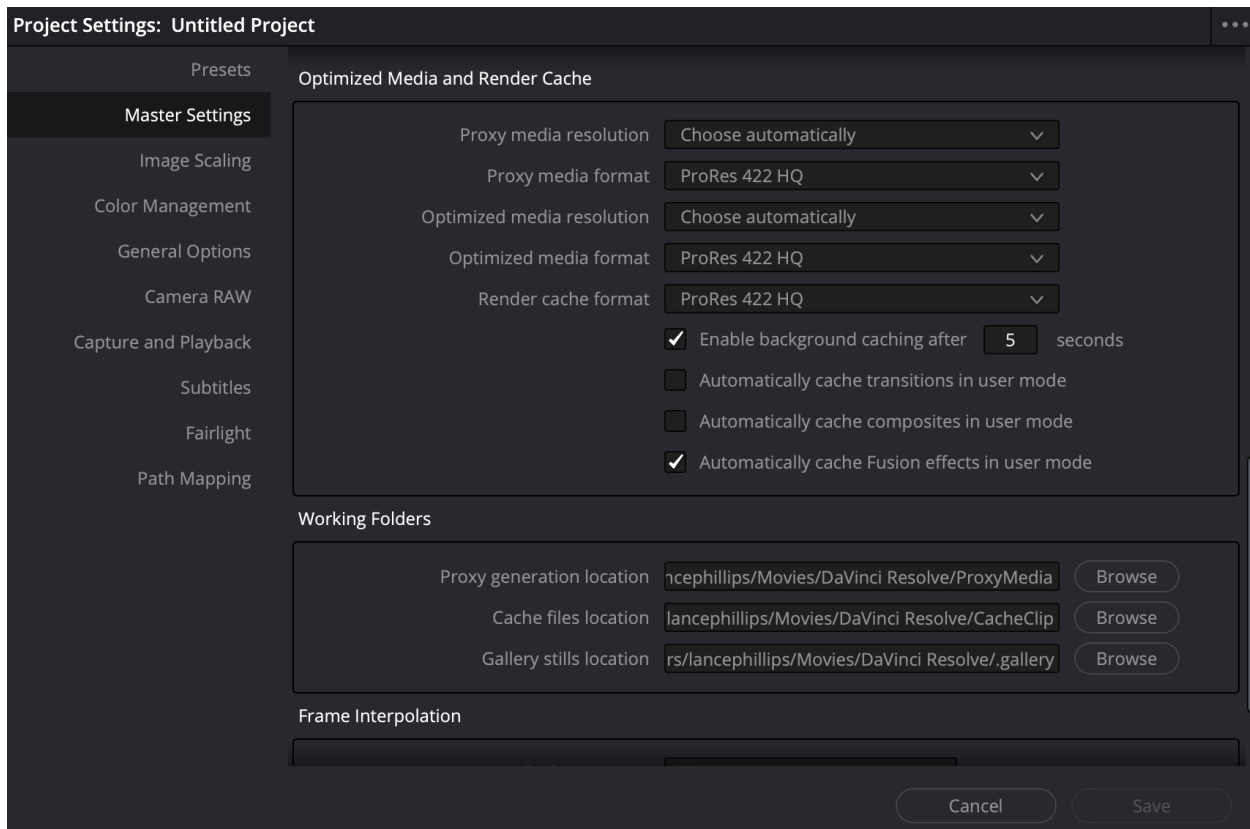 Project Settings: Untitled Project
Presets
Master Settings
Image Scaling
Color Management
General Options
Camera RAW
Capture and Playback
Subtitles
Fairlight
Path Mapping
Optimized Media and Render Cache
Proxy media resolution Choose automatically
Proxy media format ProRes 422 HQ
Optimized media resolution Choose automatically
Optimized media format ProRes 422 HQ
Render cache format ProRes 422 HQ
Enable background caching after 5 seconds
Automatically cache transitions in user mode
Automatically cache composites in user mode
Automatically cache Fusion effects in user mode
Working Folders
Proxy generation location ncephillips/Movies/DaVinci Resolve/ProxyMedia Browse
Cache files location lancephillips/Movies/DaVinci Resolve/CacheClip Browse
Gallery stills location rs/lancephillips/Movies/DaVinci Resolve/.gallery Browse
Frame Interpolation
Cancel Save